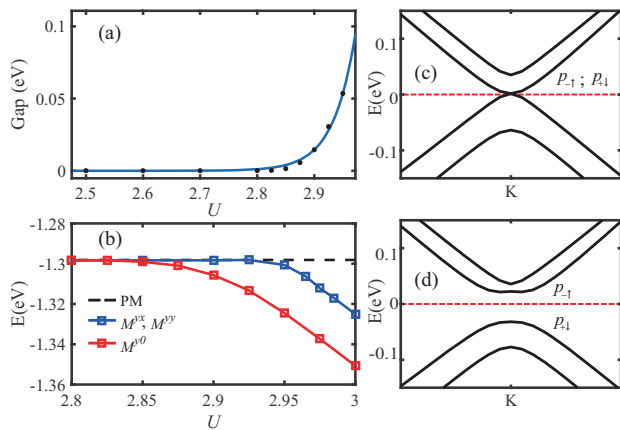 (a)
Gap (eV)
0.1
0.05
0
2.5 2.6 2.7 2.8 2.9
U
(b)
E(eV)
-1.28
-1.3
-1.32
-1.34
-1.36
PM
M^{yx}, M^{yy}
M^{y0}
2.8 2.85 2.9 2.95 3
U
(c)
E(eV)
0.1
0
-0.1
p_{-↑} ; p_{+↓}
K
(d)
E(eV)
0.1
0
-0.1
p_{-↑}
p_{+↓}
K